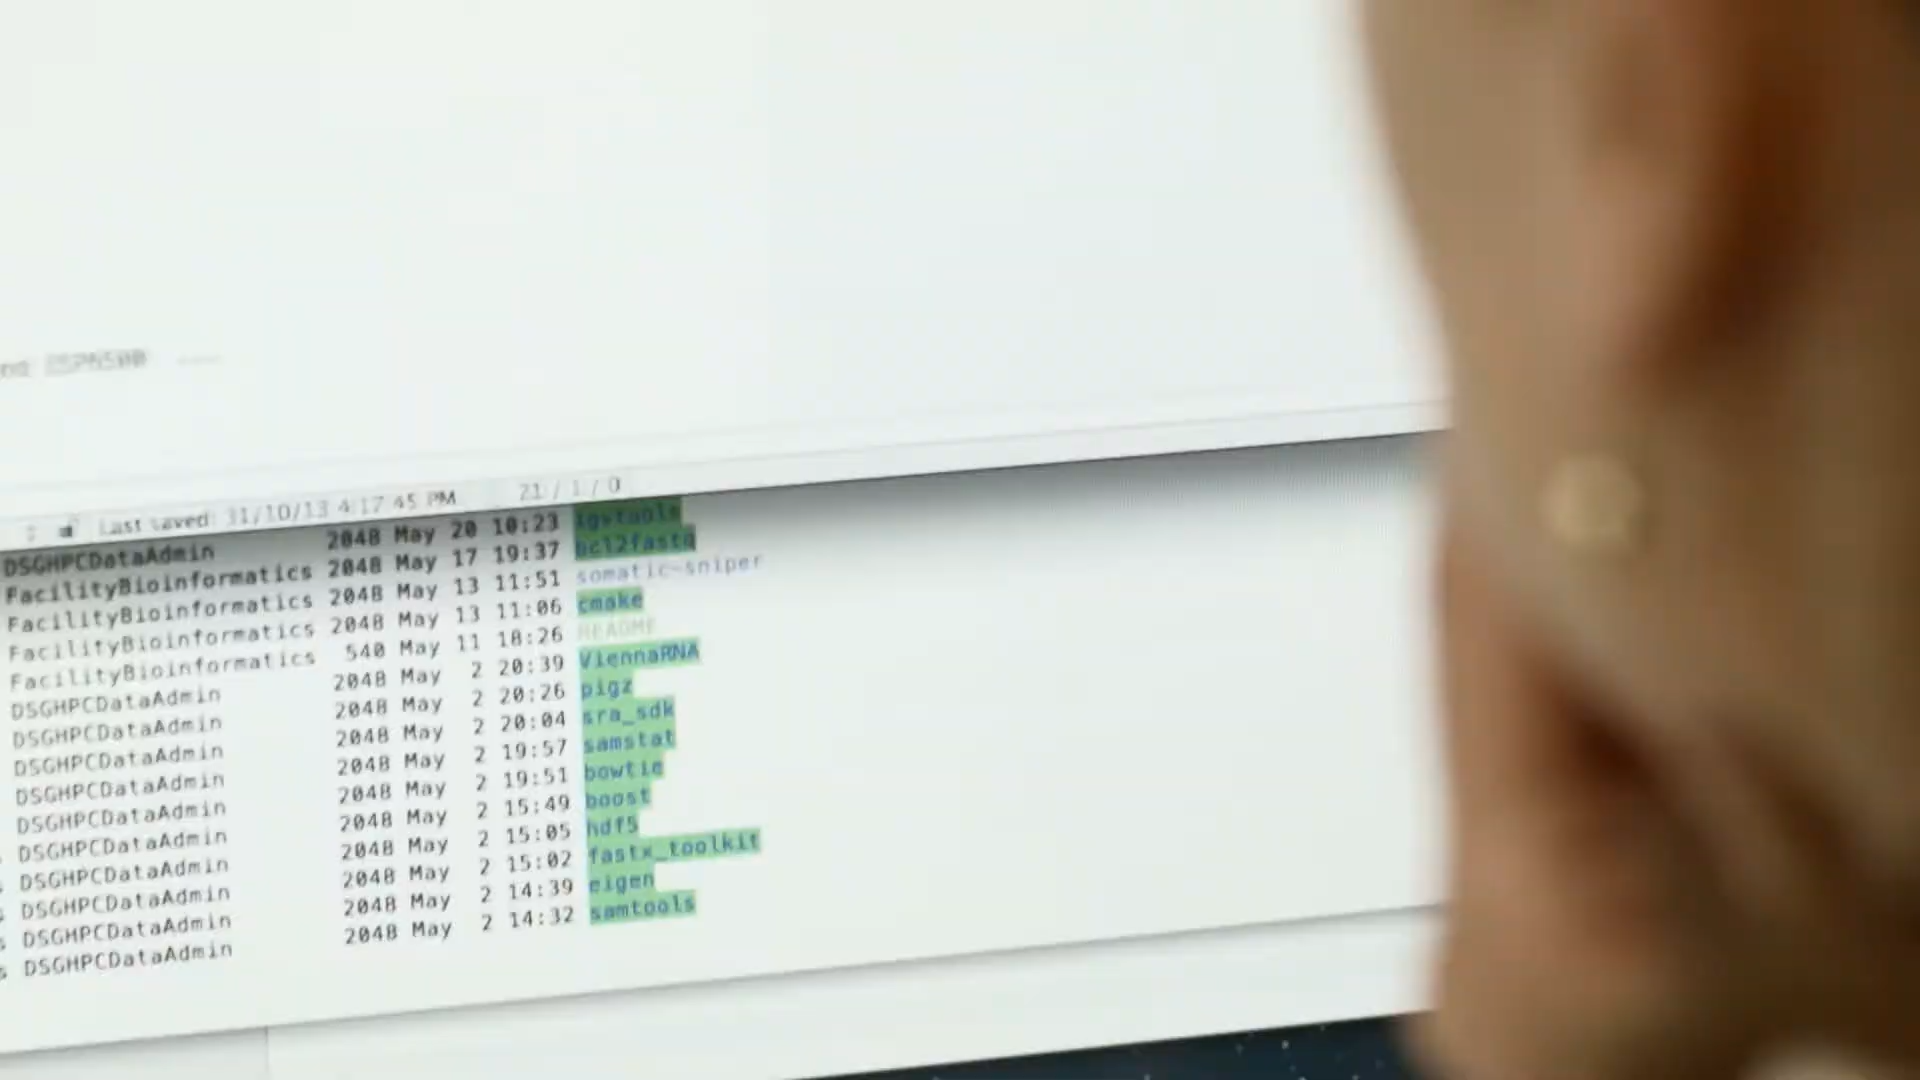 Last saved: 31/10/13 4:17:45 PM 21 / 1 / 0
DSGHPCDataAdmin 2048 May 20 10:23 igvtools
FacilityBioinformatics 2048 May 17 19:37 bcl2fastq
FacilityBioinformatics 2048 May 13 11:51 somatic-sniper
FacilityBioinformatics 2048 May 13 11:06 cmake
FacilityBioinformatics 540 May 11 18:26 README
DSGHPCDataAdmin 2048 May 2 20:39 ViennaRNA
DSGHPCDataAdmin 2048 May 2 20:26 pigz
DSGHPCDataAdmin 2048 May 2 20:04 sra_sdk
DSGHPCDataAdmin 2048 May 2 19:57 samstat
DSGHPCDataAdmin 2048 May 2 19:51 bowtie
DSGHPCDataAdmin 2048 May 2 15:49 boost
s DSGHPCDataAdmin 2048 May 2 15:05 hdf5
s DSGHPCDataAdmin 2048 May 2 15:02 fastx_toolkit
s DSGHPCDataAdmin 2048 May 2 14:39 eigen
s DSGHPCDataAdmin 2048 May 2 14:32 samtools